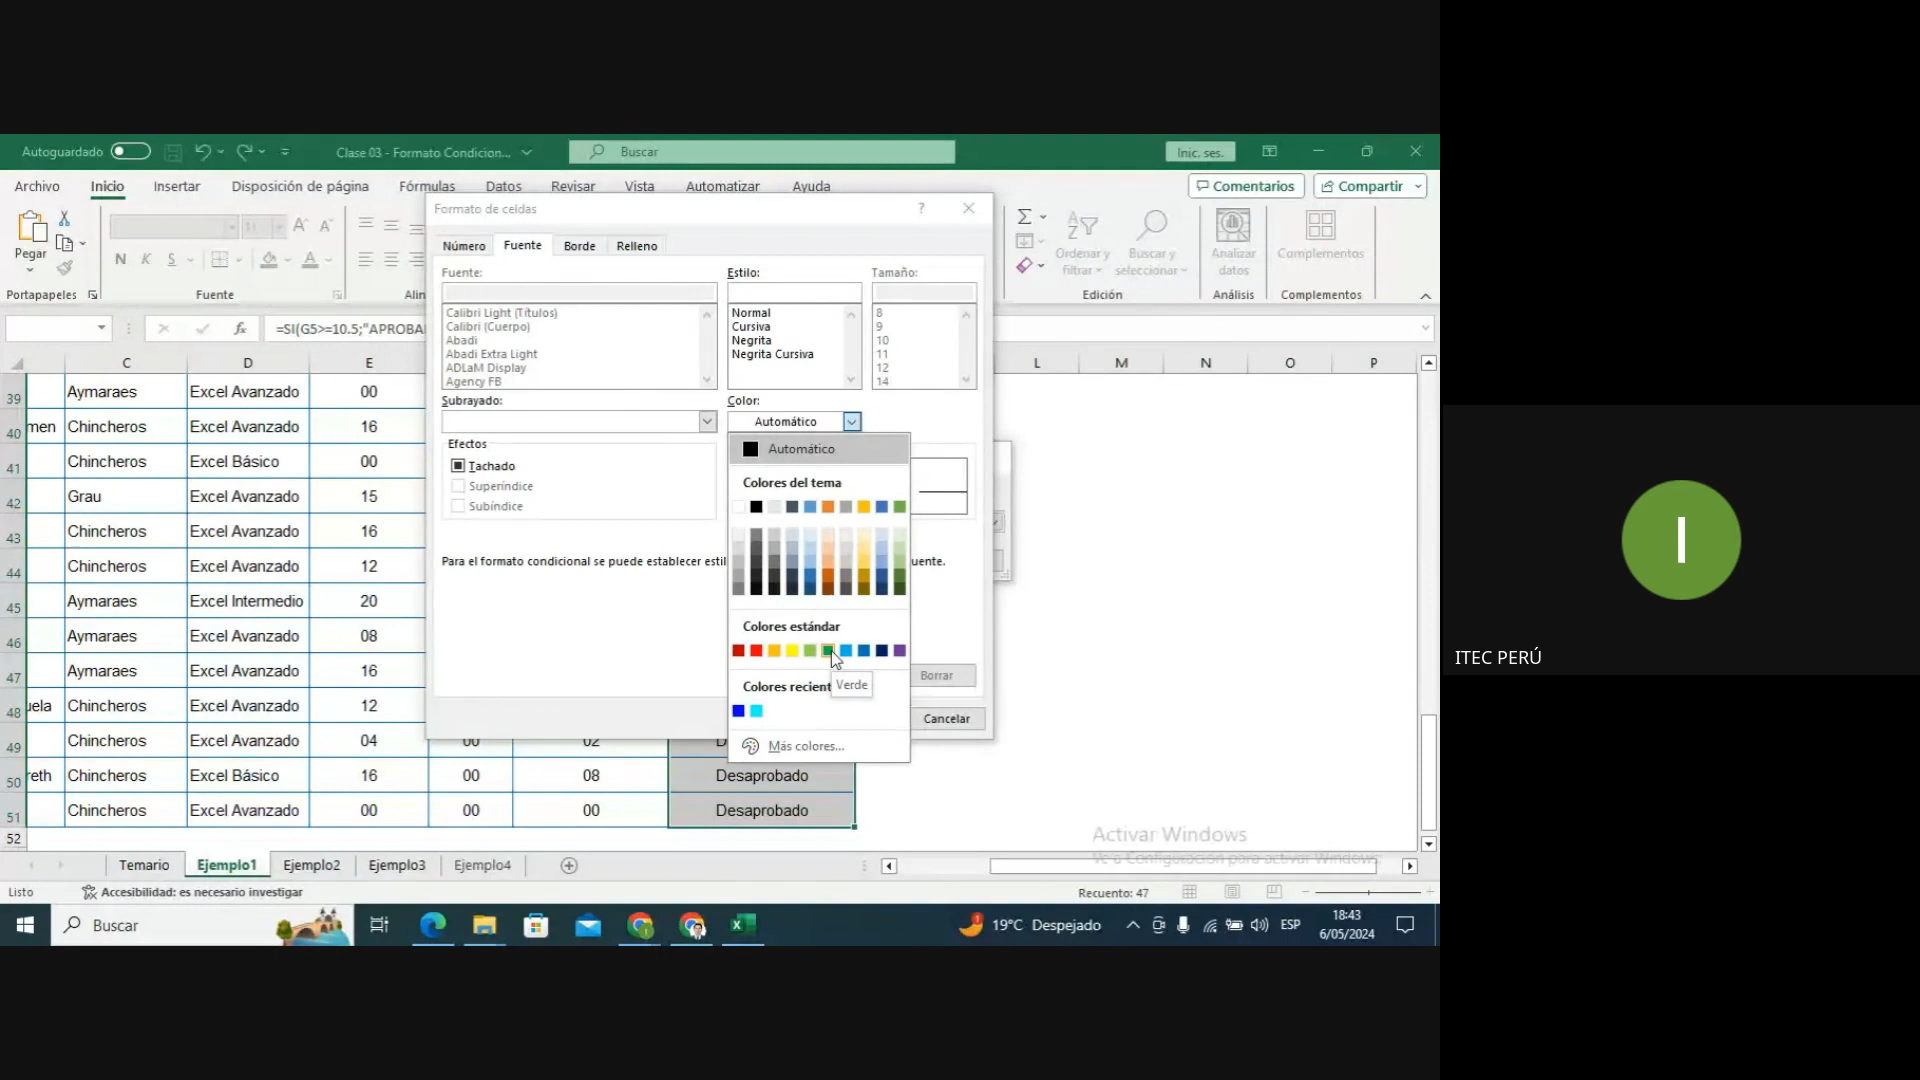 Autoguardado
Clase 03 - Formato Condicion...
Buscar
Inic. ses.
Archivo Inicio Insertar Disposición de página Fórmulas Datos Revisar Vista Automatizar Ayuda
Comentarios Compartir
Pegar
N K S
Ordenar y filtrar
Buscar y seleccionar
Analizar datos
Complementos
Portapapeles Fuente Alin Edición Análisis Complementos
fx =SI(G5>=10.5;"APROBA
Formato de celdas
Número Fuente Borde Relleno
Fuente: Estilo: Tamaño:
Calibri Light (Títulos) Normal 8
Calibri (Cuerpo) Cursiva 9
Abadi Negrita 10
Abadi Extra Light Negrita Cursiva 11
ADLaM Display 12
Agency FB 14
Subrayado: Color:
Automático
Efectos
Tachado
Superíndice
Subíndice
Automático
Colores del tema
Colores estándar
Verde
Colores recient
Más colores...
Para el formato condicional se puede establecer estil uente.
Borrar
Cancelar
C D E L M N O P
39 Aymaraes Excel Avanzado 00
40 men Chincheros Excel Avanzado 16
41 Chincheros Excel Básico 00
42 Grau Excel Avanzado 15
43 Chincheros Excel Avanzado 16
44 Chincheros Excel Avanzado 12
45 Aymaraes Excel Intermedio 20
46 Aymaraes Excel Avanzado 08
47 Aymaraes Excel Avanzado 16
48 uela Chincheros Excel Avanzado 12
49 Chincheros Excel Avanzado 04 00 02 D
50 reth Chincheros Excel Básico 16 00 08 Desaprobado
51 Chincheros Excel Avanzado 00 00 00 Desaprobado
52
Activar Windows
Ve a Configuración para activar Windows.
Temario Ejemplo1 Ejemplo2 Ejemplo3 Ejemplo4
Listo Accesibilidad: es necesario investigar Recuento: 47
Buscar
19°C Despejado
ESP
18:43
6/05/2024
I
ITEC PERÚ